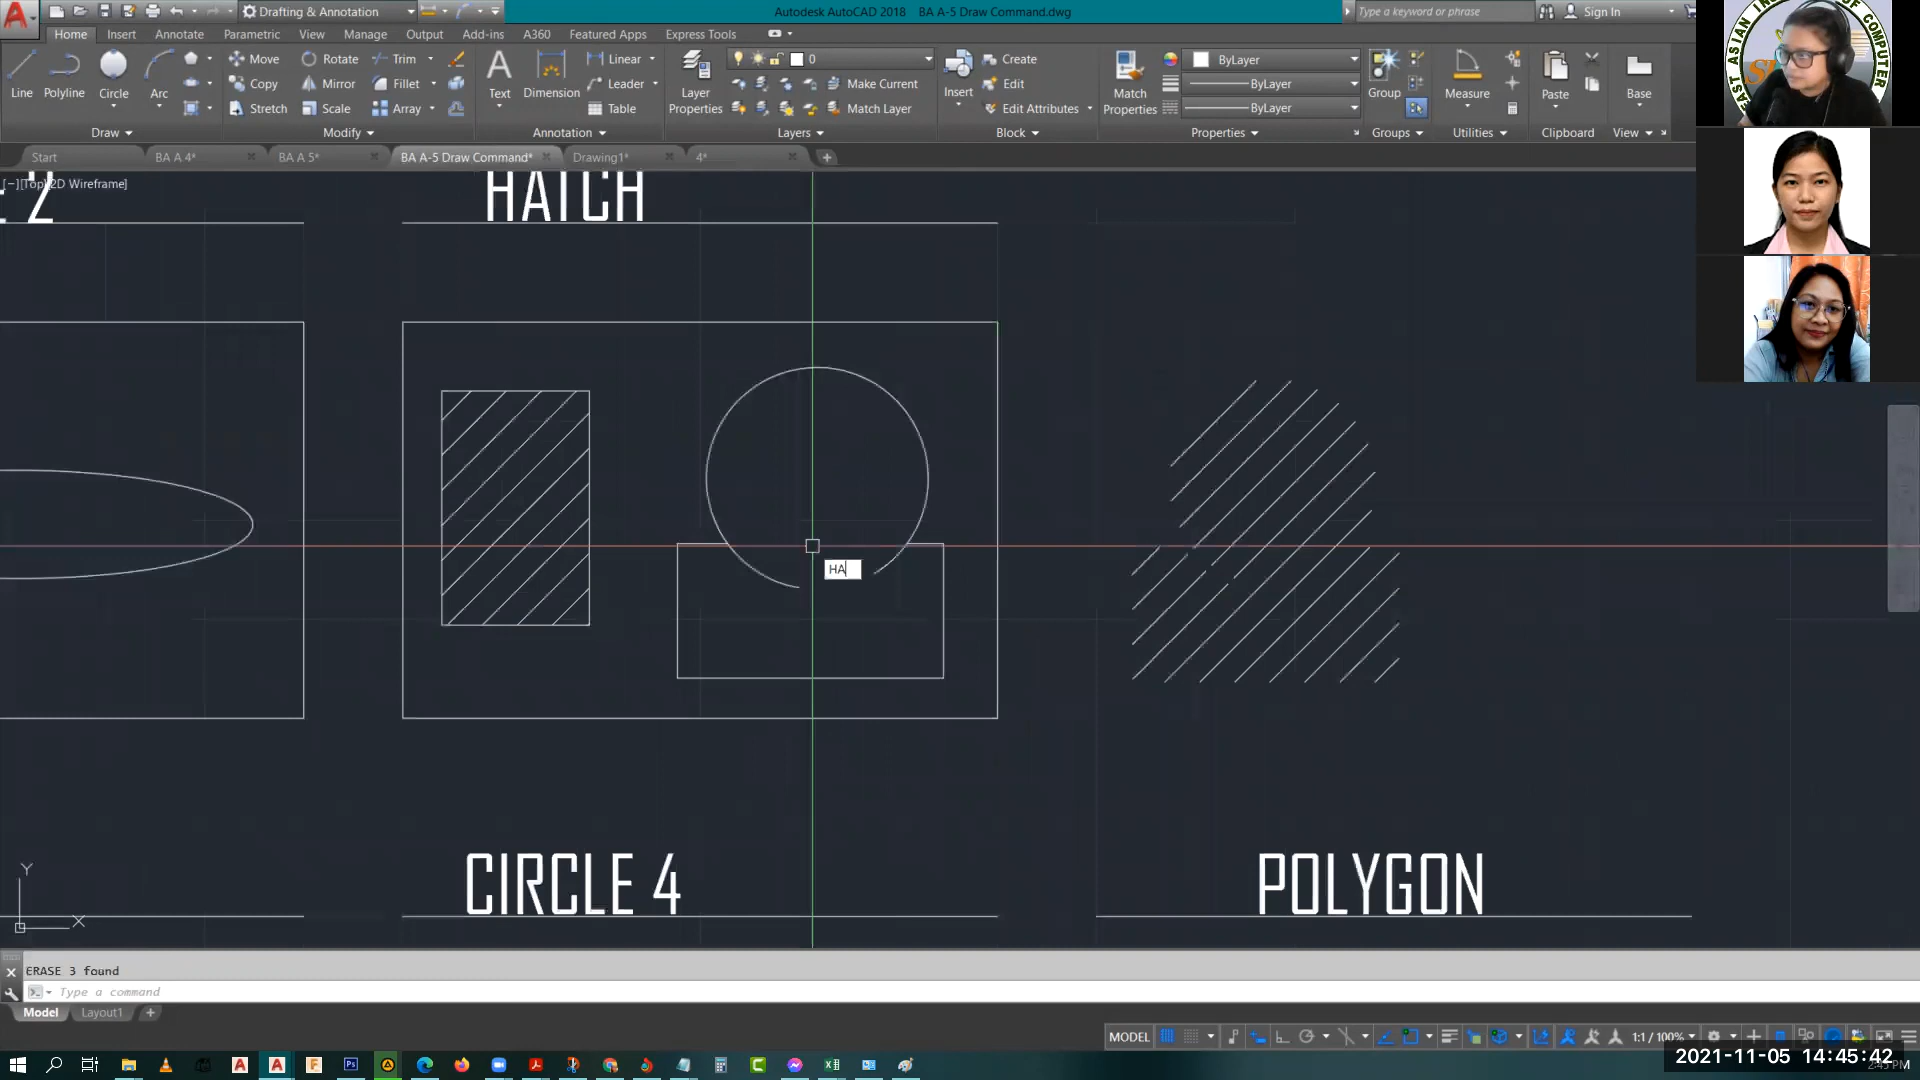 Drafting & Annotation
Autodesk AutoCAD 2018 BA A-5 Draw Command.dwg
Type a keyword or phrase
Sign In
Home Insert Annotate Parametric View Manage Output Add-ins A360 Featured Apps Express Tools
Line Polyline Circle Arc
Move Rotate Trim
Copy Mirror Fillet
Stretch Scale Array
Text Dimension
Linear
Leader
Table
Layer Properties
0
Make Current
Match Layer
Insert
Create
Edit
Edit Attributes
Match Properties
ByLayer
ByLayer
ByLayer
Group
Measure
Paste
Base
Draw Modify Annotation Layers Block Properties Groups Utilities Clipboard View
Start BA A 4* BA A 5* BA A-5 Draw Command* Drawing1* 4*
[−][Top][2D Wireframe]
2
HATCH
HA
CIRCLE 4
POLYGON
Y
X
ERASE 3 found
Type a command
Model Layout1
MODEL
1:1 / 100%
2021-11-05 14:45:42